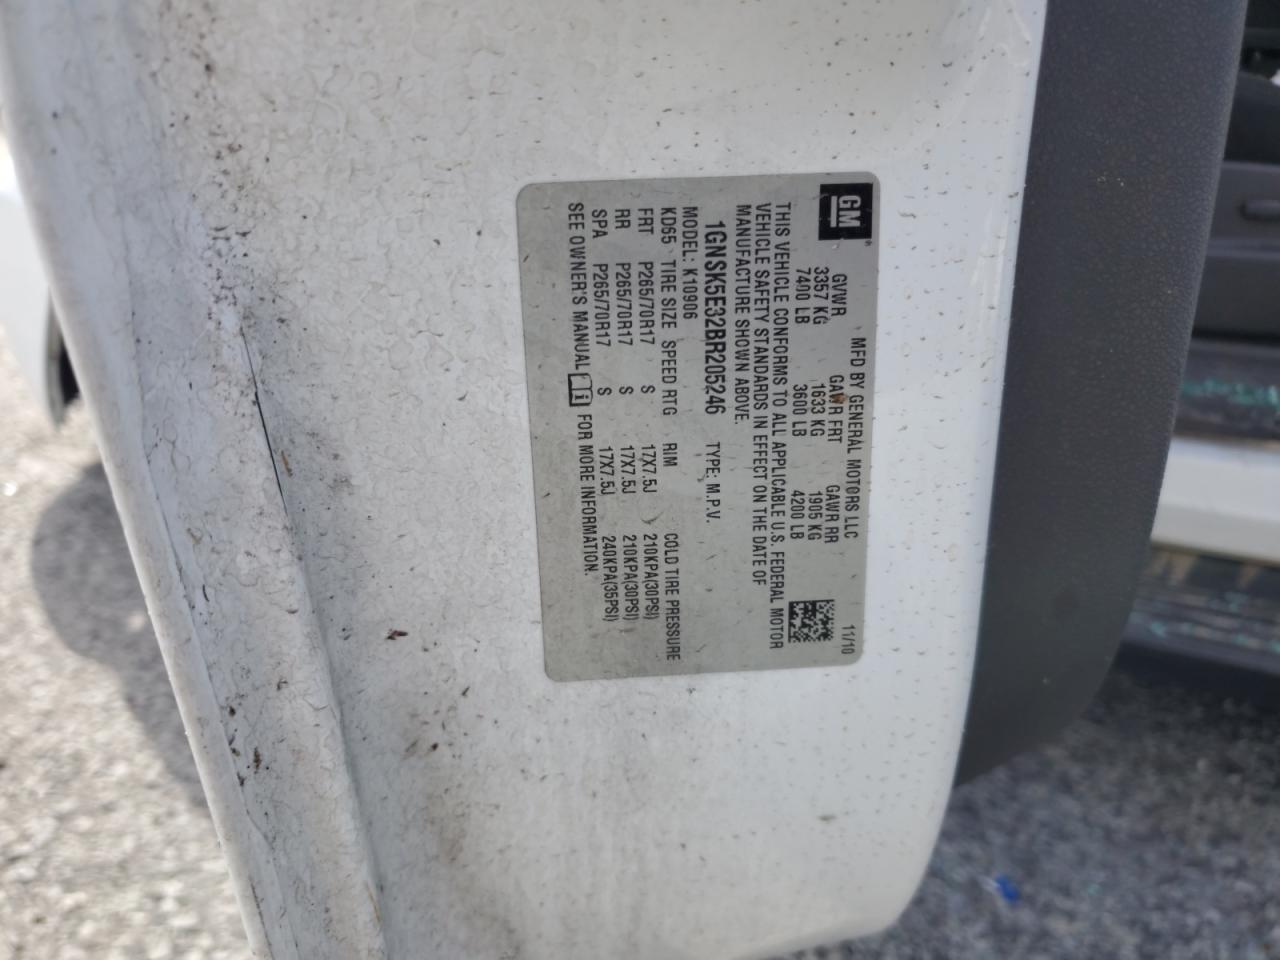 GM
MFD BY GENERAL MOTORS LLC 11/10
GVWR GAWR FRT GAWR RR
3357 KG 1633 KG 1905 KG
7400 LB 3600 LB 4200 LB
THIS VEHICLE CONFORMS TO ALL APPLICABLE U.S. FEDERAL MOTOR
VEHICLE SAFETY STANDARDS IN EFFECT ON THE DATE OF
MANUFACTURE SHOWN ABOVE.
1GNSK5E32BR205246 TYPE: M.P.V.
MODEL: K10906
KD65 TIRE SIZE SPEED RTG RIM COLD TIRE PRESSURE
FRT P265/70R17 S 17X7.5J 210KPA(30PSI)
RR P265/70R17 S 17X7.5J 210KPA(30PSI)
SPA P265/70R17 S 17X7.5J 240KPA(35PSI)
SEE OWNER'S MANUAL i FOR MORE INFORMATION.